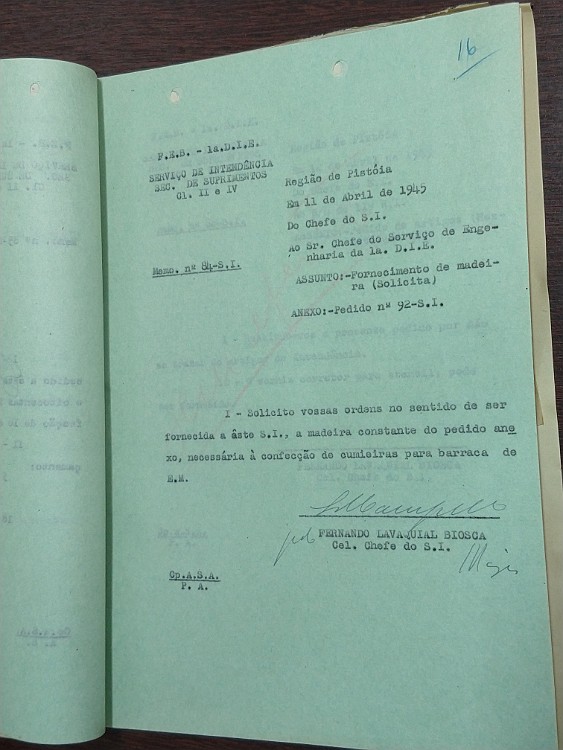 16
F.E.B. - 1a.D.I.E.
SERVIÇO DE INTENDÊNCIA
SEC. DE SUPRIMENTOS
Cl. II e IV
Memo. nº 84-S.I.
Região de Pistóia
Em 11 de Abril de 1945
Do Chefe do S.I.
Ao Sr. Chefe do Serviço de Enge-
nharia da 1a. D.I.E.
ASSUNTO:-Fornecimento de madei-
ra (Solicita)
ANEXO:-Pedido nº 92-S.I.
I - Solicito vossas ordens no sentido de ser
fornecida a âste S.I., a madeira constante do pedido ane
xo, necessária à confecção de cumieiras para barraca de
E.M.
FERNANDO LAVAQUIAL BIOSCA
Cel. Chefe do S.I.
Cp.A.S.A.
P. A.